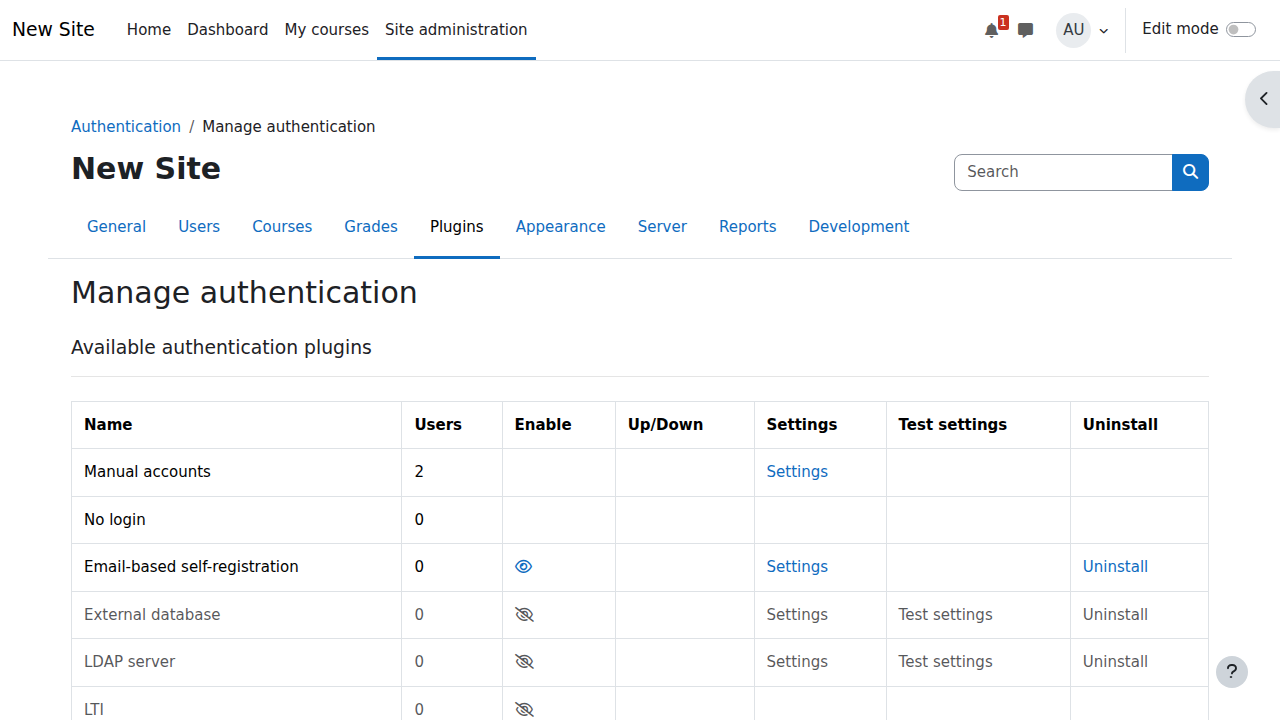 New Site Home Dashboard My courses Site administration 1 AU Edit mode
Authentication / Manage authentication
New Site
Search
General Users Courses Grades Plugins Appearance Server Reports Development
Manage authentication
Available authentication plugins
Name Users Enable Up/Down Settings Test settings Uninstall
Manual accounts 2 Settings
No login 0
Email-based self-registration 0 Settings Uninstall
External database 0 Settings Test settings Uninstall
LDAP server 0 Settings Test settings Uninstall
?
LTI 0